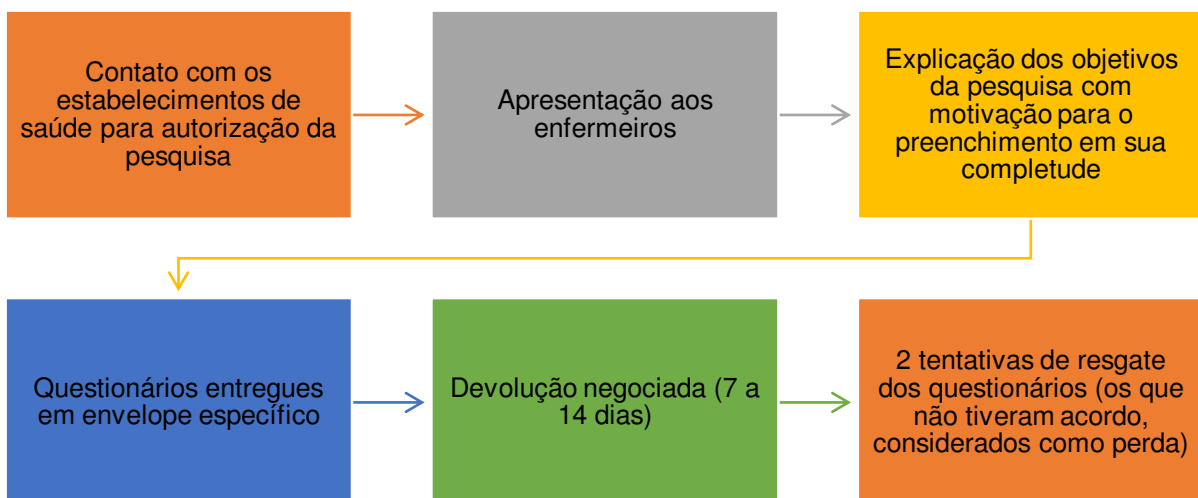 Contato com os
estabelecimentos de
saúde para autorização da
pesquisa
Apresentação aos
enfermeiros
Explicação dos objetivos
da pesquisa com
motivação para o
preenchimento em sua
completude
Questionários entregues
em envelope específico
Devolução negociada (7 a
14 dias)
2 tentativas de resgate
dos questionários (os que
não tiveram acordo,
considerados como perda)